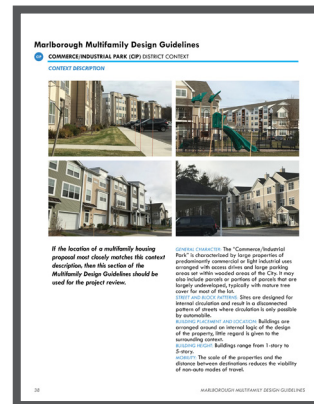 Marlborough Multifamily Design Guidelines
CIP COMMERCE/INDUSTRIAL PARK (CIP) DISTRICT CONTEXT
CONTEXT DESCRIPTION
If the location of a multifamily housing
proposal most closely matches this context
description, then this section of the
Multifamily Design Guidelines should be
used for the project review.
GENERAL CHARACTER: The "Commerce/Industrial
Park" is characterized by large properties of
predominantly commercial or light industrial uses
arranged with access drives and large parking
areas set within wooded areas of the City. It may
also include parcels or portions of parcels that are
largely undeveloped, typically with mature tree
cover for most of the lot.
STREET AND BLOCK PATTERNS: Sites are designed for
internal circulation and result in a disconnected
pattern of streets where circulation is only possible
by automobile.
BUILDING PLACEMENT AND LOCATION: Buildings are
arranged around an internal logic of the design
of the property, little regard is given to the
surrounding context.
BUILDING HEIGHT: Buildings range from 1-story to
5-story.
MOBILITY: The scale of the properties and the
distance between destinations reduces the viability
of non-auto modes of travel.
38 MARLBOROUGH MULTIFAMILY DESIGN GUIDELINES